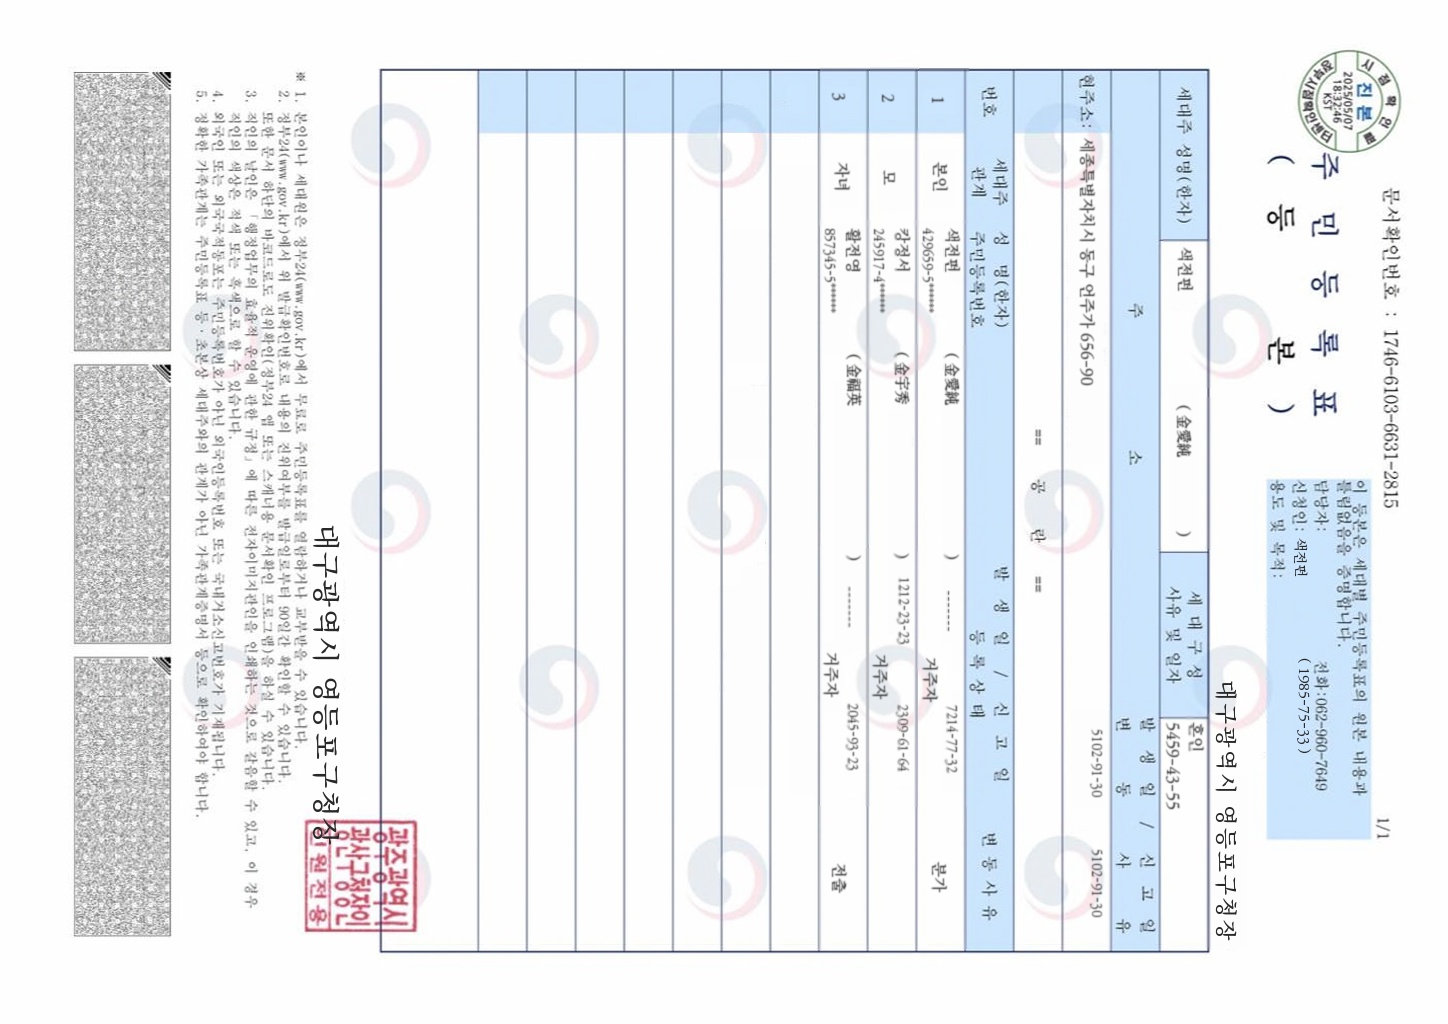 문서확인번호 : 1746-6103-6631-2815
1/1
시점확인필
진본
2025/05/07
18:32:46
KST
주 민 등 록 표
( 등 본 )
이 등본은 세대별 주민등록표의 원본 내용과
틀림없음을 증명합니다.
담당자: 전화:062-960-7649
신청인: 색전편 (1985-75-33)
용도 및 목적:
대구광역시 영등포구청장
세대주 성명(한자) 색전편 ( 金愛純 ) 세 대 구 성 사유 및 일자 혼인 5459-43-55
주 소 발 생 일 / 신 고 일
변 동 사 유
현주소: 세종특별자치시 동구 언주가 656-90 5102-91-30 5102-91-30
== 공 란 ==
번호 세대주 관계 성 명(한자) 주민등록번호 발 생 일 / 신 고 일 등 록 상 태 변 동 사 유
1 본인 색전편 ( 金愛純 ) ------- 7214-77-32 분가
429659-5****** 거주자
2 모 캉정서 ( 金宇秀 ) 1212-23-23 2309-61-64
245917-4****** 거주자
3 자녀 활전영 ( 金福英 ) ------- 2045-93-23 전출
857345-5****** 거주자
대구광역시 영등포구청장
광주광역시
광산구청장인
민원전용
※ 1. 본인이나 세대원은 정부24(www.gov.kr)에서 무료로 주민등록표를 열람하거나 교부받을 수 있습니다.
2. 정부24(www.gov.kr)에서 위 발급확인번호로 내용의 진위여부를 발급일로부터 90일간 확인할 수 있습니다.
또한 문서 하단의 바코드로도 진위확인(정부24 앱 또는 스캐너용 문서확인 프로그램)을 하실 수 있습니다.
3. 직인의 날인은 「행정업무의 효율적 운영에 관한 규정」에 따른 전자이미지관인을 인쇄하는 것으로 갈음할 수 있고, 이 경우
직인의 색상은 적색 또는 흑색으로 할 수 있습니다.
4. 외국인 또는 외국국적동포는 주민등록번호가 아닌 외국인등록번호 또는 국내거소신고번호가 기재됩니다.
5. 정확한 가족관계는 주민등록표 등·초본상 세대주와의 관계가 아닌 가족관계증명서 등으로 확인하여야 합니다.